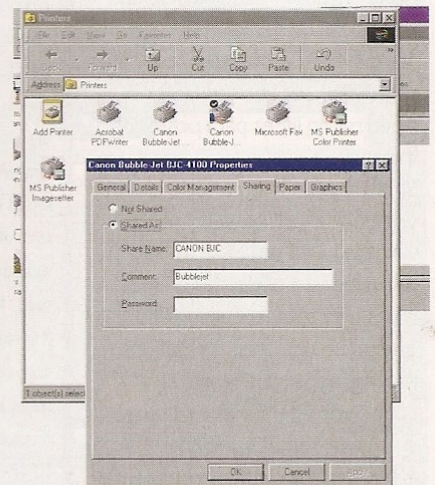 Printers
File Edit View Go Favorites Help
Back Forward Up Cut Copy Paste Undo
Address Printers
Add Printer
Acrobat PDFWriter
Canon Bubble-Jet ...
Canon Bubble-J...
Microsoft Fax
MS Publisher Color Printer
MS Publisher Imagesetter
Canon Bubble-Jet BJC-4100 Properties
General Details Color Management Sharing Paper Graphics
Not Shared
Shared As:
Share Name: CANON BJC
Comment: Bubblejet
Password:
1 object(s) selec
OK Cancel Apply